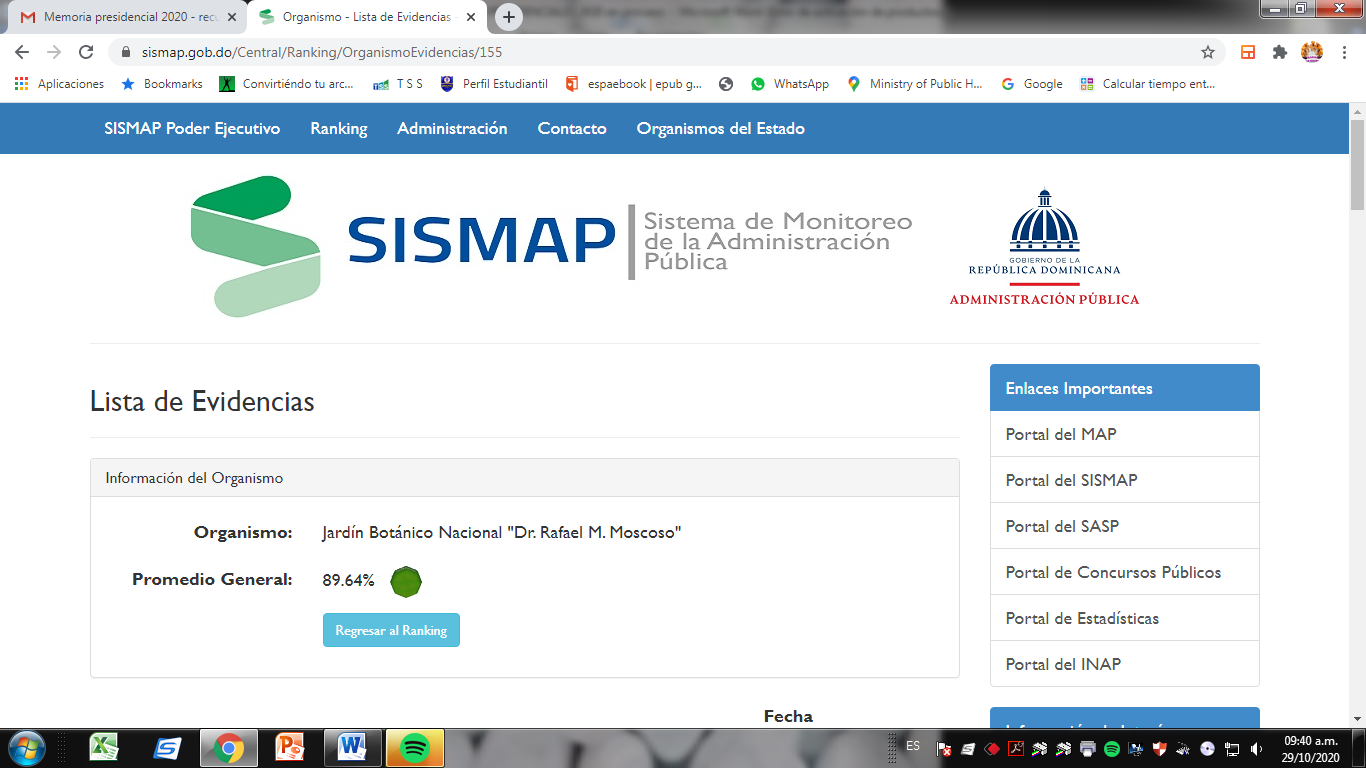 Memoria presidencial 2020 - recu
Organismo - Lista de Evidencias -
sismap.gob.do/Central/Ranking/OrganismoEvidencias/155
Aplicaciones
Bookmarks
Convirtiéndo tu arc...
T S S
Perfil Estudiantil
espaebook | epub g...
WhatsApp
Ministry of Public H...
Google
Calcular tiempo ent...
SISMAP Poder Ejecutivo
Ranking
Administración
Contacto
Organismos del Estado
SISMAP
Sistema de Monitoreo
de la Administración
Pública
GOBIERNO DE LA
REPÚBLICA DOMINICANA
ADMINISTRACIÓN PÚBLICA
Lista de Evidencias
Información del Organismo
Organismo: Jardín Botánico Nacional "Dr. Rafael M. Moscoso"
Promedio General: 89.64%
Regresar al Ranking
Fecha
Enlaces Importantes
Portal del MAP
Portal del SISMAP
Portal del SASP
Portal de Concursos Públicos
Portal de Estadísticas
Portal del INAP
ES
09:40 a.m.
29/10/2020